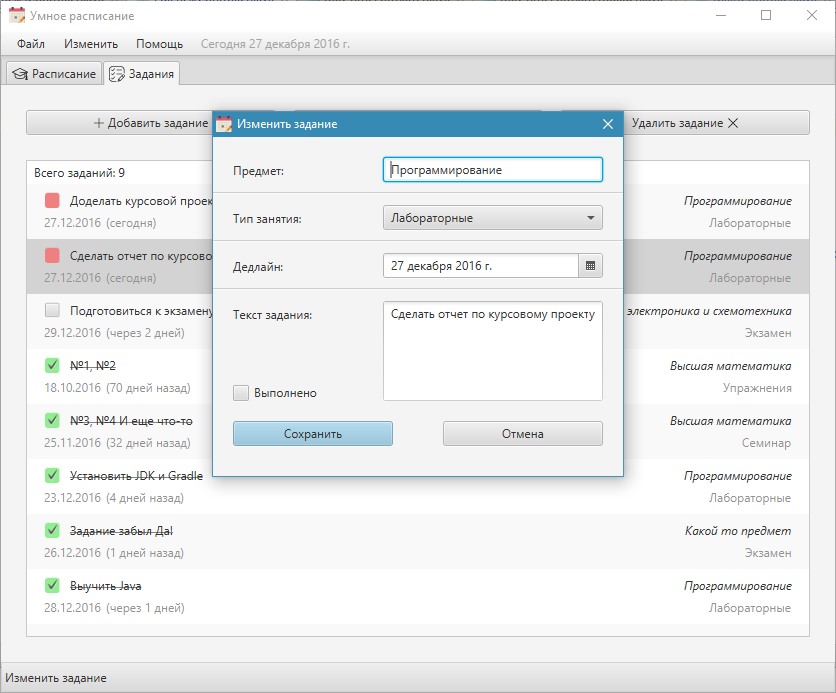 Умное расписание
Файл Изменить Помощь Сегодня 27 декабря 2016 г.
Расписание Задания
Добавить задание
Удалить задание
Изменить задание
Предмет: Программирование
Тип занятия: Лабораторные
Дедлайн: 27 декабря 2016 г.
Текст задания: Сделать отчет по курсовому проекту
Выполнено
Сохранить Отмена
Всего заданий: 9
Доделать курсовой проек Программирование
27.12.2016 (сегодня) Лабораторные
Сделать отчет по курсово Программирование
27.12.2016 (сегодня) Лабораторные
Подготовиться к экзамену электроника и схемотехника
29.12.2016 (через 2 дней) Экзамен
№1, №2 Высшая математика
18.10.2016 (70 дней назад) Упражнения
№3, №4 И еще что-то Высшая математика
25.11.2016 (32 дней назад) Семинар
Установить JDK и Gradle Программирование
23.12.2016 (4 дней назад) Лабораторные
Задание забыл Да! Какой то предмет
26.12.2016 (1 дней назад) Экзамен
Выучить Java Программирование
28.12.2016 (через 1 дней) Лабораторные
Изменить задание